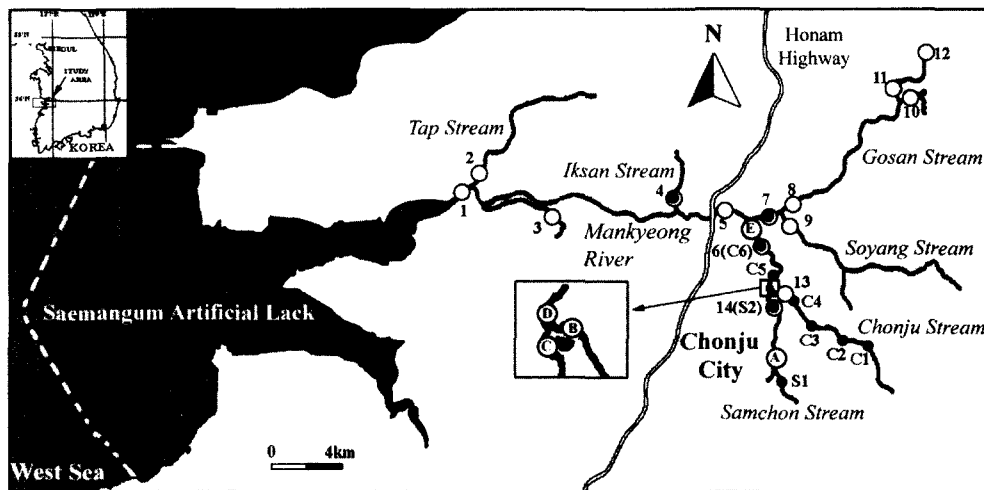 SEOUL
STUDY
AREA
36°N
KOREA
N
Honam
Highway
12
11
10
Tap Stream
Gosan Stream
2
Iksan Stream
1
4
3
5
7
8
9
E
Mankyeong
River
6(C6)
Soyang Stream
C5
13
14(S2)
C4
Saemangum Artificial Lack
D
B
C
C3
C2
C1
Chonju Stream
Chonju
City
A
S1
Samchon Stream
0 4km
West Sea